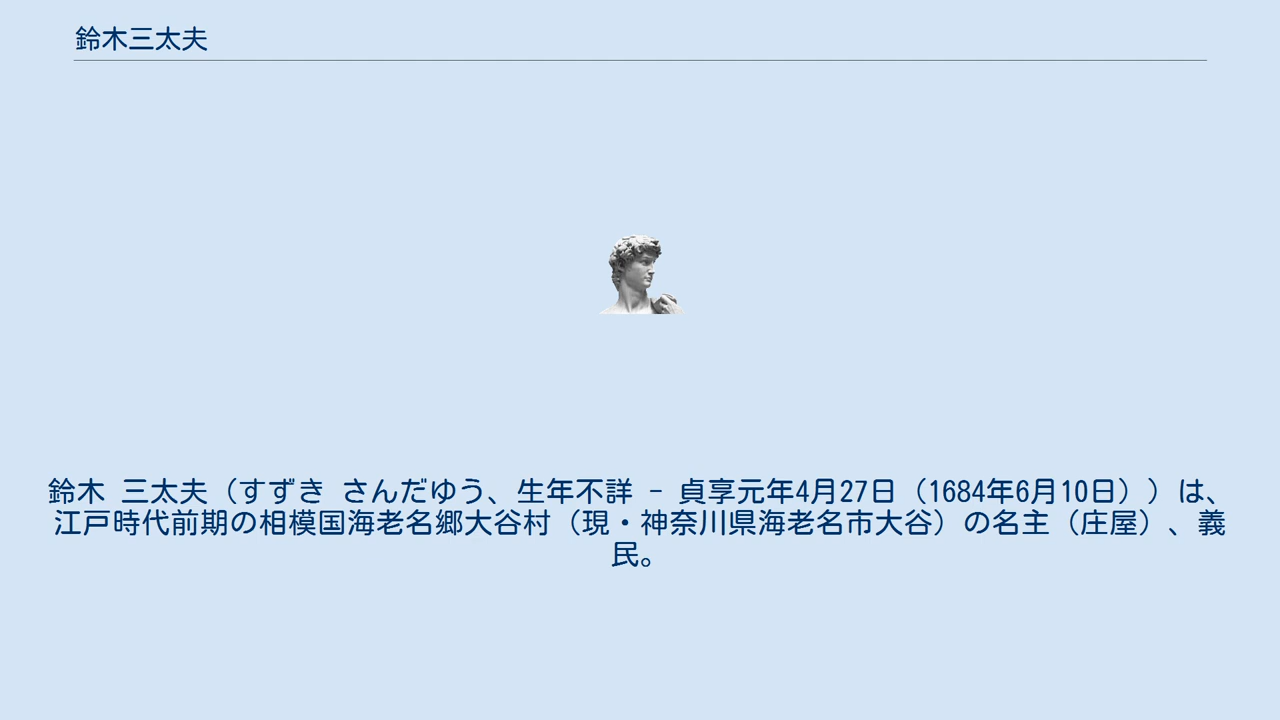 鈴木三太夫
鈴木 三太夫（すずき さんだゆう、生年不詳 - 貞享元年4月27日（1684年6月10日））は、
江戸時代前期の相模国海老名郷大谷村（現・神奈川県海老名市大谷）の名主（庄屋）、義
民。